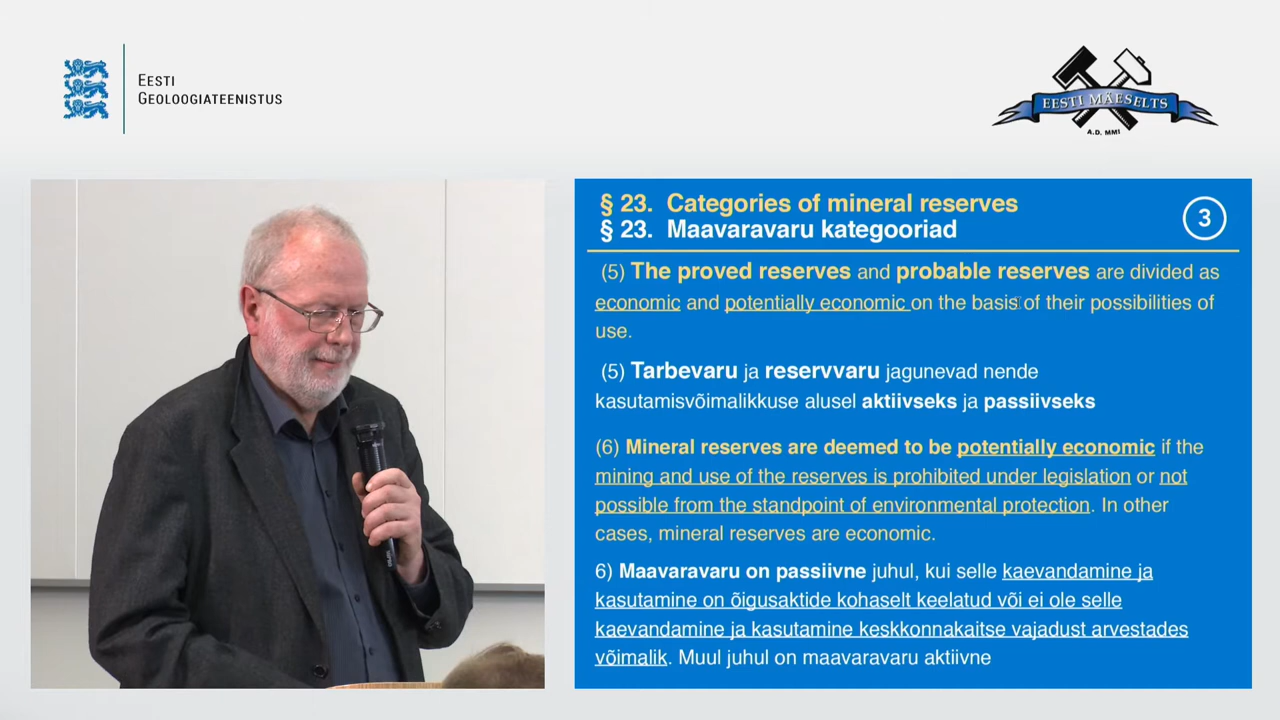 EESTI
GEOLOOGIATEENISTUS
EESTI MÄESELTS
A.D. MMI
§ 23. Categories of mineral reserves
§ 23. Maavaravaru kategooriad
3
(5) The proved reserves and probable reserves are divided as
economic and potentially economic on the basis of their possibilities of
use.
(5) Tarbevaru ja reservvaru jagunevad nende
kasutamisvõimalikkuse alusel aktiivseks ja passiivseks
(6) Mineral reserves are deemed to be potentially economic if the
mining and use of the reserves is prohibited under legislation or not
possible from the standpoint of environmental protection. In other
cases, mineral reserves are economic.
6) Maavaravaru on passiivne juhul, kui selle kaevandamine ja
kasutamine on õigusaktide kohaselt keelatud või ei ole selle
kaevandamine ja kasutamine keskkonnakaitse vajadust arvestades
võimalik. Muul juhul on maavaravaru aktiivne